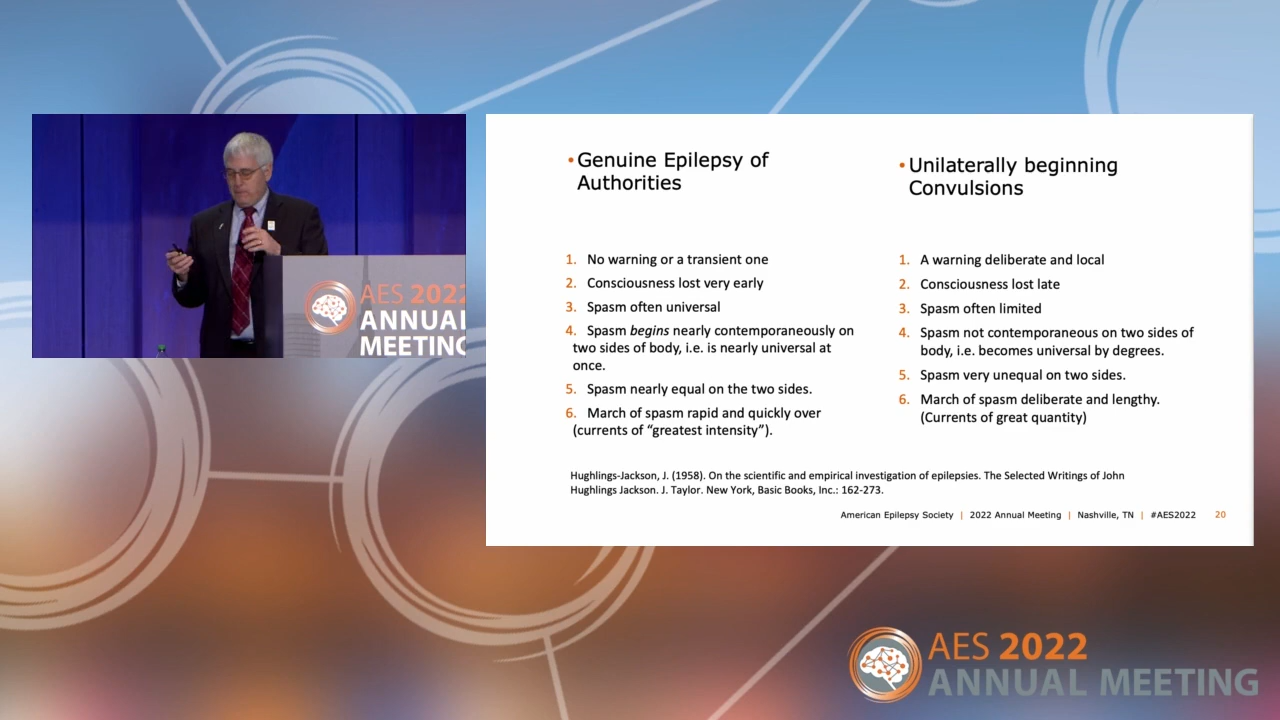 AES 2022
ANNUAL
MEETING
•Genuine Epilepsy of
Authorities
1. No warning or a transient one
2. Consciousness lost very early
3. Spasm often universal
4. Spasm begins nearly contemporaneously on
two sides of body, i.e. is nearly universal at
once.
5. Spasm nearly equal on the two sides.
6. March of spasm rapid and quickly over
(currents of “greatest intensity”).
•Unilaterally beginning
Convulsions
1. A warning deliberate and local
2. Consciousness lost late
3. Spasm often limited
4. Spasm not contemporaneous on two sides of
body, i.e. becomes universal by degrees.
5. Spasm very unequal on two sides.
6. March of spasm deliberate and lengthy.
(Currents of great quantity)
Hughlings-Jackson, J. (1958). On the scientific and empirical investigation of epilepsies. The Selected Writings of John
Hughlings Jackson. J. Taylor. New York, Basic Books, Inc.: 162-273.
American Epilepsy Society | 2022 Annual Meeting | Nashville, TN | #AES2022 20
AES 2022
ANNUAL MEETING